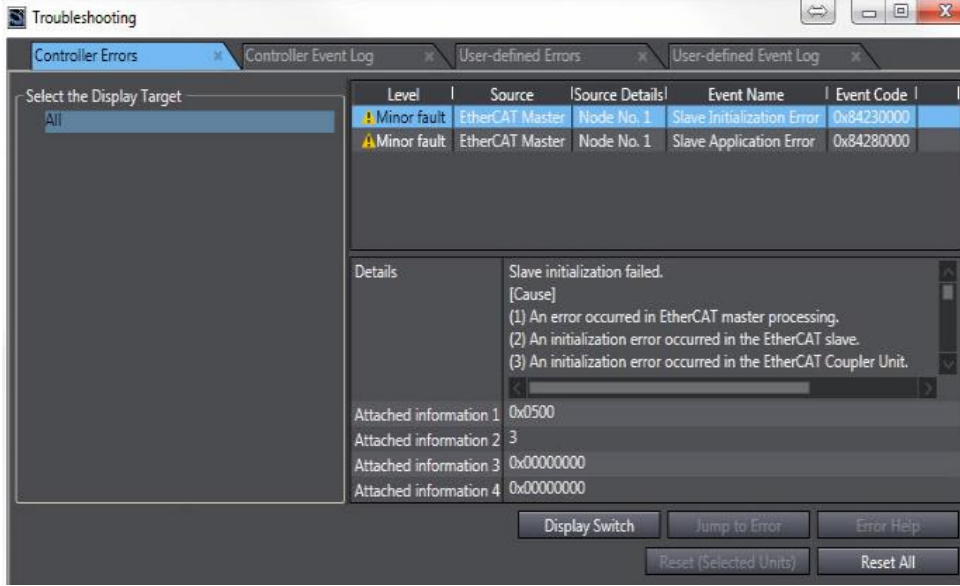 Troubleshooting
Controller Errors
Controller Event Log
User-defined Errors
User-defined Event Log
Select the Display Target
All
Level Source Source Details Event Name Event Code
Minor fault EtherCAT Master Node No. 1 Slave Initialization Error 0x84230000
Minor fault EtherCAT Master Node No. 1 Slave Application Error 0x84280000
Details Slave initialization failed.
[Cause]
(1) An error occurred in EtherCAT master processing.
(2) An initialization error occurred in the EtherCAT slave.
(3) An initialization error occurred in the EtherCAT Coupler Unit.
Attached information 1 0x0500
Attached information 2 3
Attached information 3 0x00000000
Attached information 4 0x00000000
Display Switch Jump to Error Error Help
Reset (Selected Units) Reset All